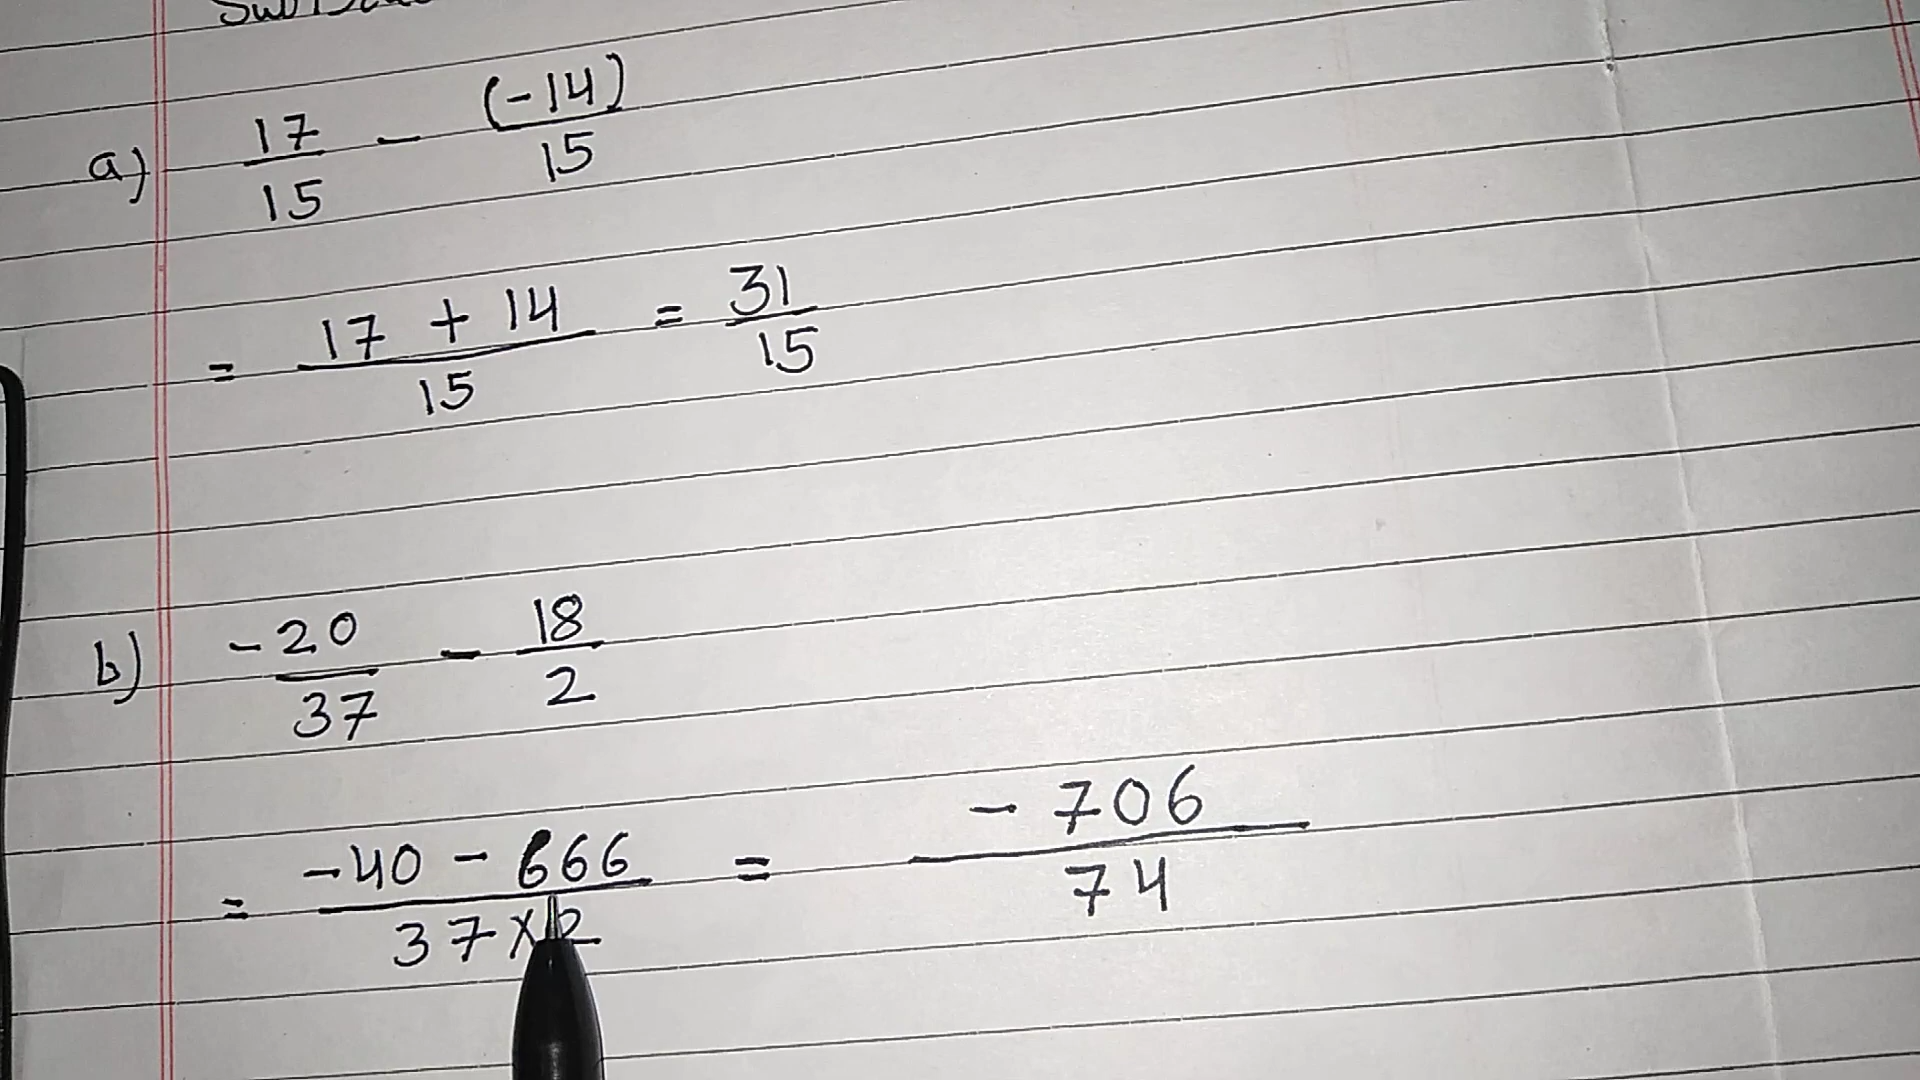 a) 17/15 - (-14)/15
= 17 + 14/15 = 31/15
b) -20/37 - 18/2
= -40 - 666/37×2 = -706/74